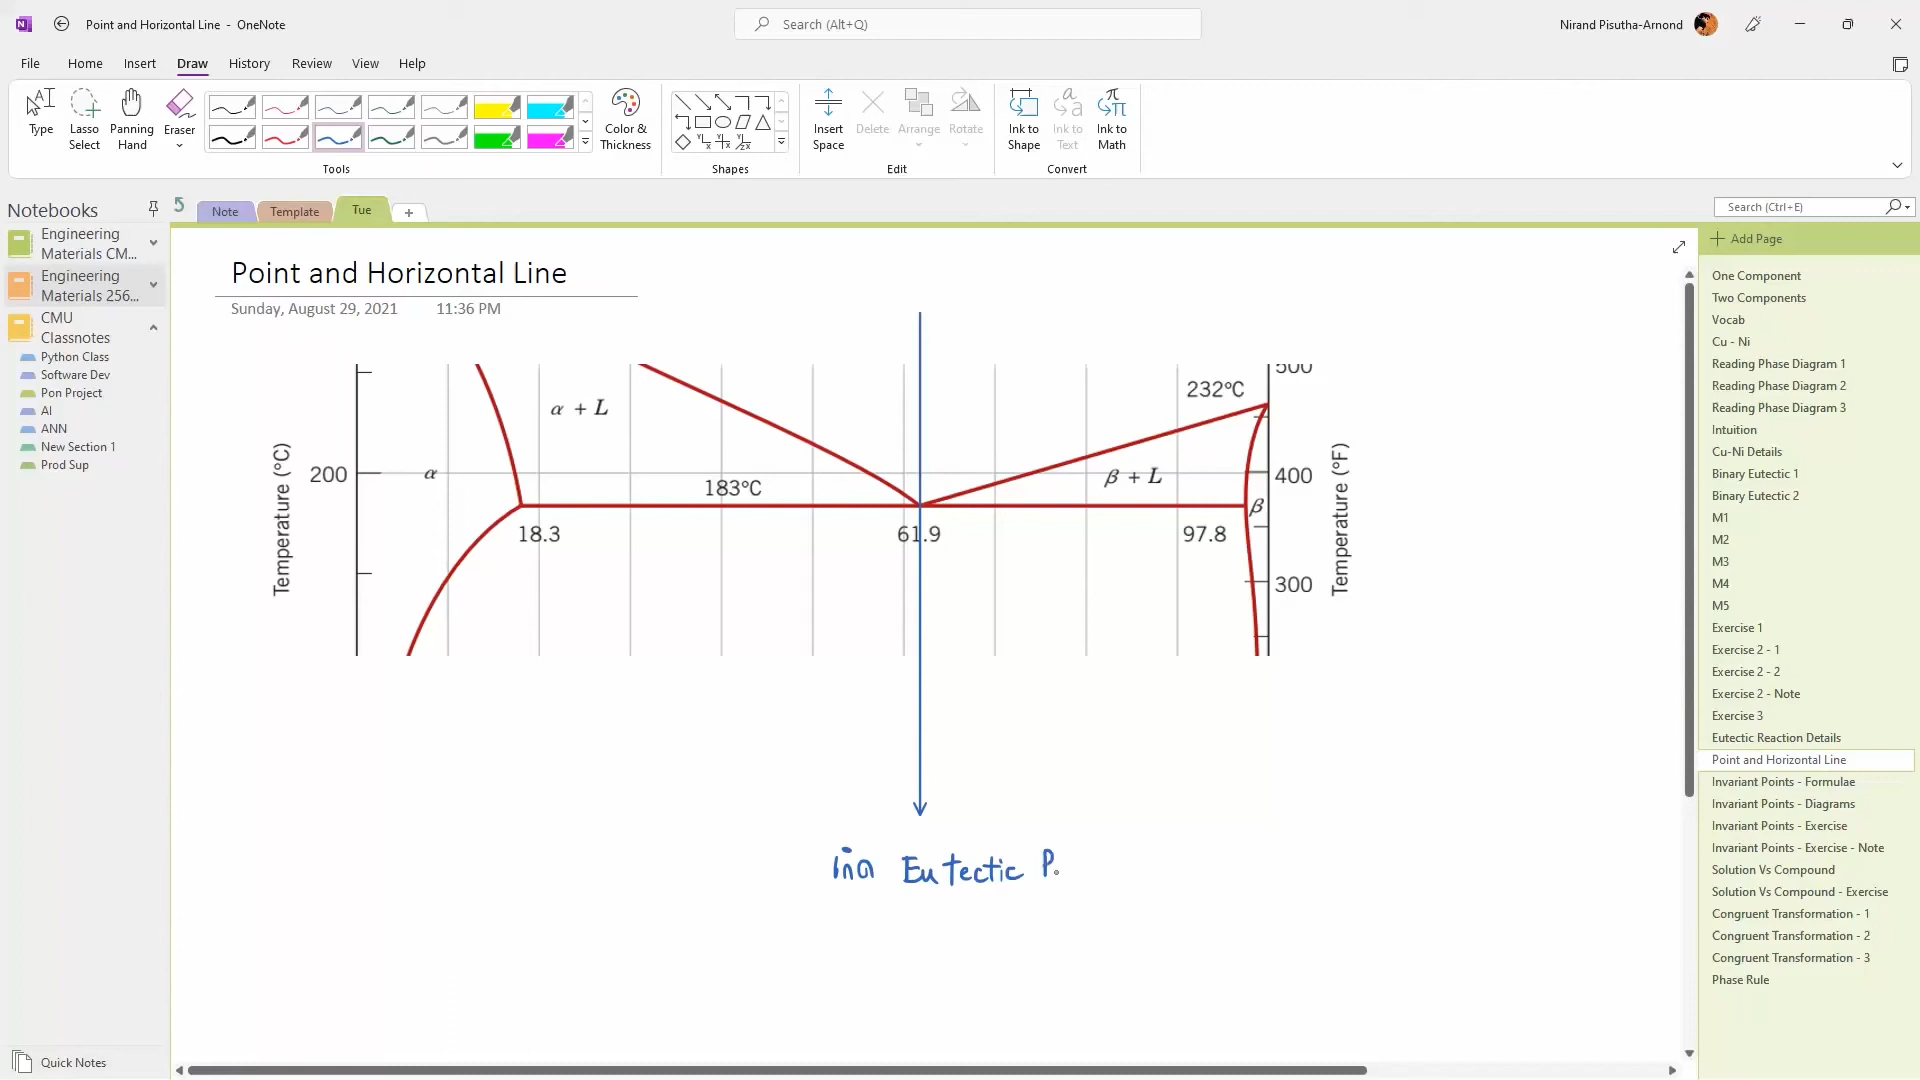 Point and Horizontal Line - OneNote
Search (Alt+Q)
Nirand Pisutha-Arnond
File Home Insert Draw History Review View Help
Type
Lasso Select
Panning Hand
Eraser
Color & Thickness
Insert Space
Delete
Arrange
Rotate
Ink to Shape
Ink to Text
Ink to Math
Tools
Shapes
Edit
Convert
Notebooks
Note
Template
Tue
Search (Ctrl+E)
Engineering
Materials CM...
Engineering
Materials 256...
CMU
Classnotes
Python Class
Software Dev
Pon Project
AI
ANN
New Section 1
Prod Sup
Quick Notes
Point and Horizontal Line
Sunday, August 29, 2021 11:36 PM
Temperature (°C)
200
α
α + L
183°C
18.3
61.9
97.8
232°C
β + L
β
500
400
300
Temperature (°F)
เกิด Eutectic P
Add Page
One Component
Two Components
Vocab
Cu - Ni
Reading Phase Diagram 1
Reading Phase Diagram 2
Reading Phase Diagram 3
Intuition
Cu-Ni Details
Binary Eutectic 1
Binary Eutectic 2
M1
M2
M3
M4
M5
Exercise 1
Exercise 2 - 1
Exercise 2 - 2
Exercise 2 - Note
Exercise 3
Eutectic Reaction Details
Point and Horizontal Line
Invariant Points - Formulae
Invariant Points - Diagrams
Invariant Points - Exercise
Invariant Points - Exercise - Note
Solution Vs Compound
Solution Vs Compound - Exercise
Congruent Transformation - 1
Congruent Transformation - 2
Congruent Transformation - 3
Phase Rule